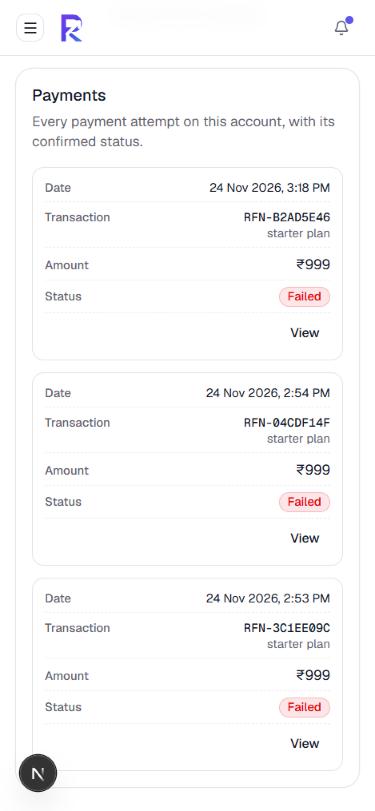 Payments
Every payment attempt on this account, with its
confirmed status.
Date 24 Nov 2026, 3:18 PM
Transaction RFN-B2AD5E46
starter plan
Amount ₹999
Status Failed
View
Date 24 Nov 2026, 2:54 PM
Transaction RFN-04CDF14F
starter plan
Amount ₹999
Status Failed
View
Date 24 Nov 2026, 2:53 PM
Transaction RFN-3C1EE09C
starter plan
Amount ₹999
Status Failed
View
N